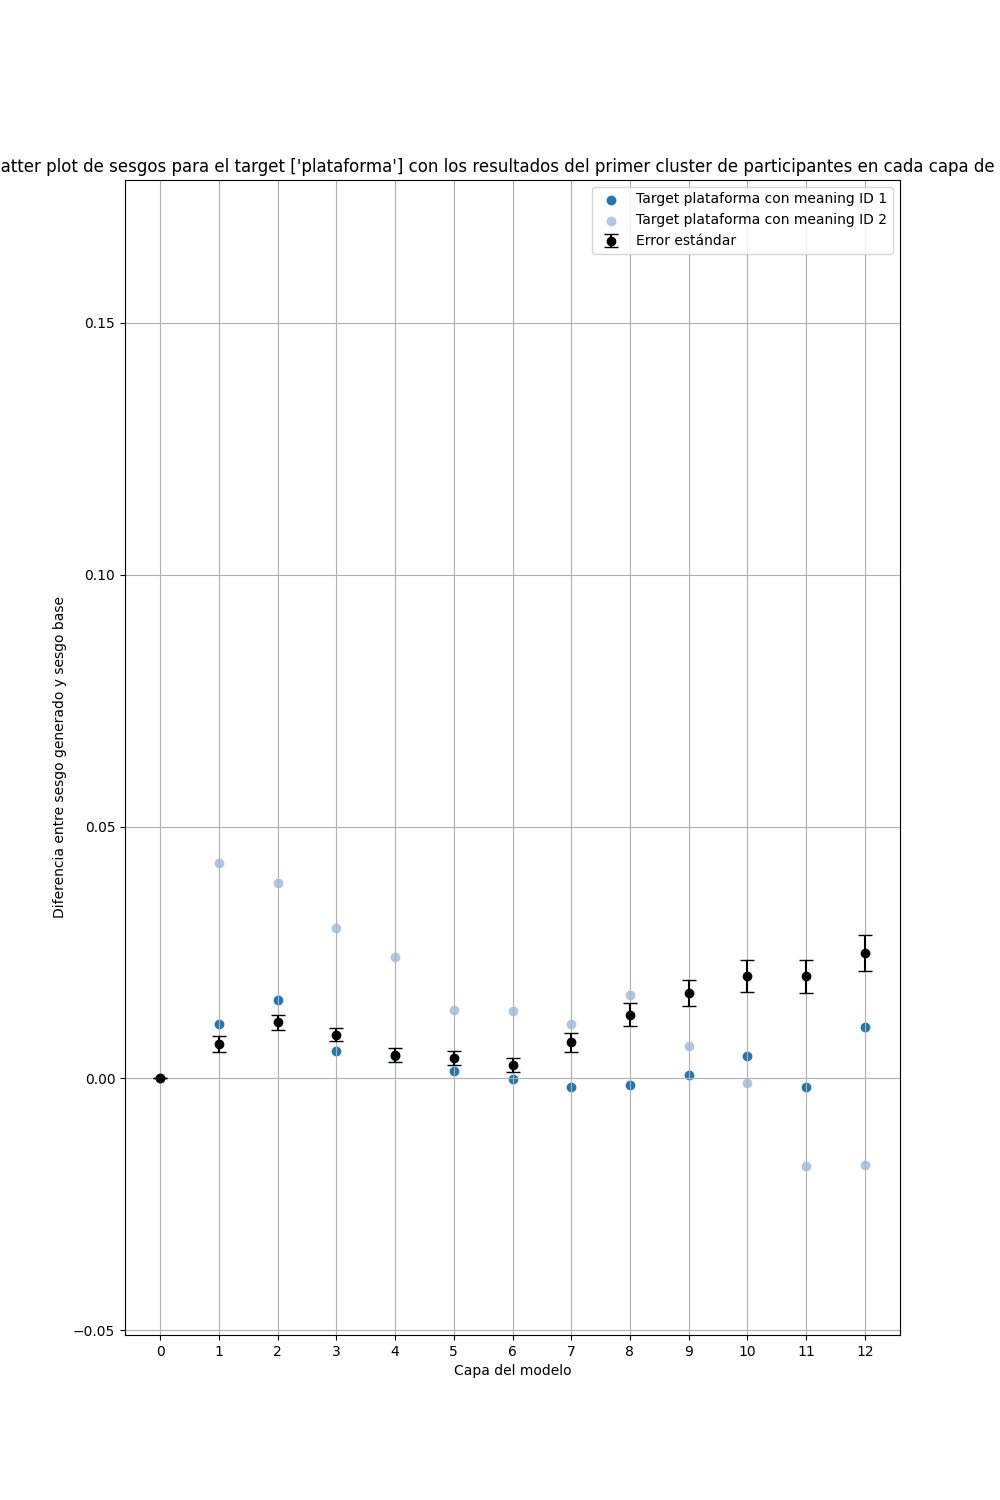 atter plot de sesgos para el target ['plataforma'] con los resultados del primer cluster de participantes en cada capa de
Target plataforma con meaning ID 1
Target plataforma con meaning ID 2
Error estándar
0.15
0.10
0.05
0.00
−0.05
Diferencia entre sesgo generado y sesgo base
0 1 2 3 4 5 6 7 8 9 10 11 12
Capa del modelo